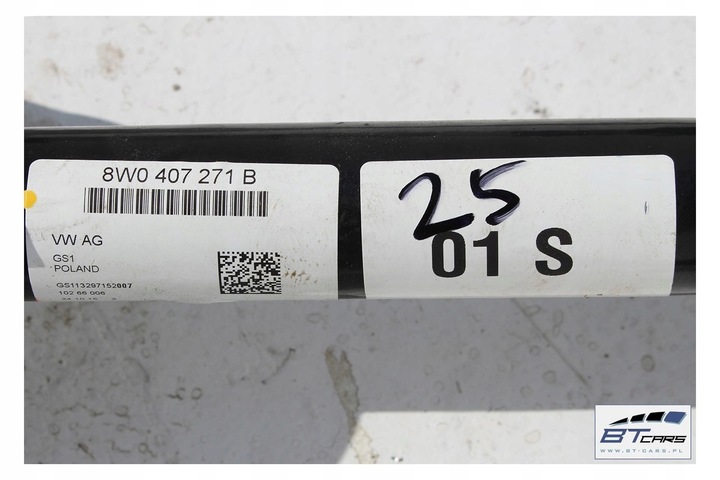 8W0 407 271 B
VW AG
GS1
POLAND
GS113297152007
102 66 006
25
01 S
BT CARS
WWW.BT-CARS.PL